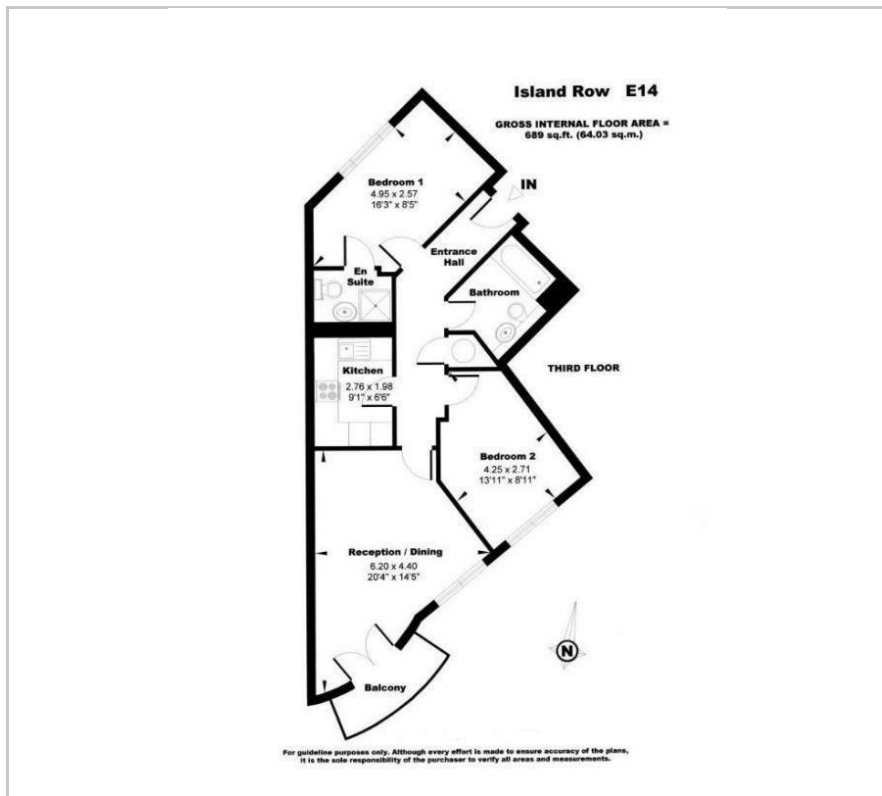 Island Row E14
GROSS INTERNAL FLOOR AREA =
689 sq.ft. (64.03 sq.m.)
IN
Bedroom 1
4.95 x 2.57
16'3" x 8'5"
Entrance
Hall
En
Suite
Bathroom
Kitchen
2.76 x 1.98
9'1" x 6'6"
THIRD FLOOR
Bedroom 2
4.25 x 2.71
13'11" x 8'11"
Reception / Dining
6.20 x 4.40
20'4" x 14'5"
N
Balcony
For guideline purposes only. Although every effort is made to ensure accuracy of the plans,
it is the sole responsibility of the purchaser to verify all areas and measurements.